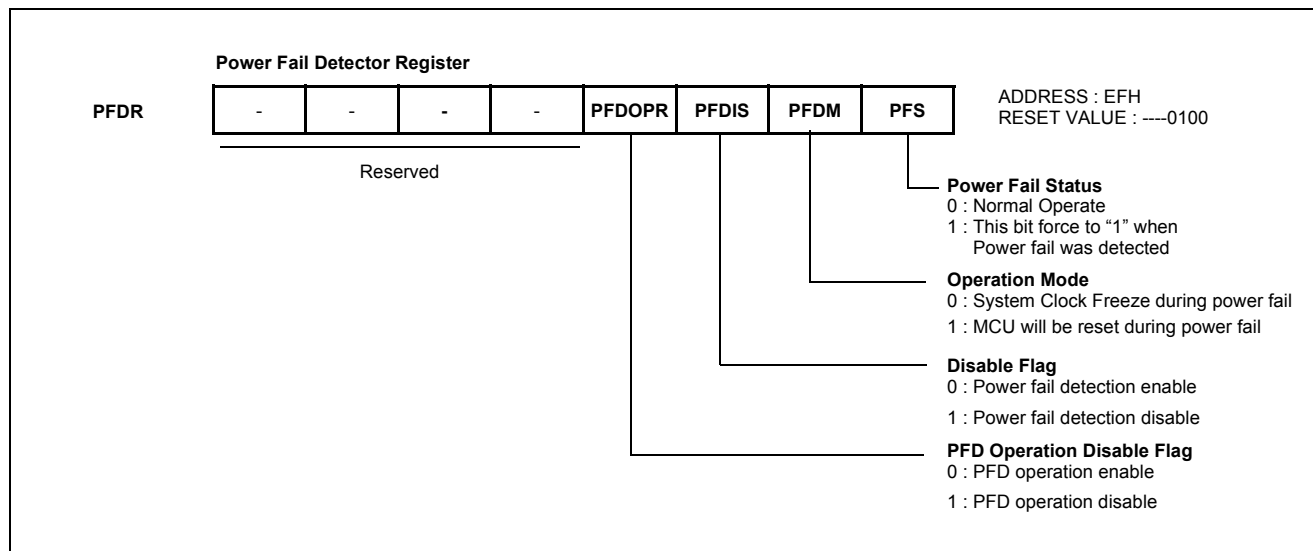 Power Fail Detector Register
PFDR
- - - - PFDOPR PFDIS PFDM PFS
ADDRESS : EFH
RESET VALUE : ----0100
Reserved
Power Fail Status
0 : Normal Operate
1 : This bit force to “1” when
Power fail was detected
Operation Mode
0 : System Clock Freeze during power fail
1 : MCU will be reset during power fail
Disable Flag
0 : Power fail detection enable
1 : Power fail detection disable
PFD Operation Disable Flag
0 : PFD operation enable
1 : PFD operation disable